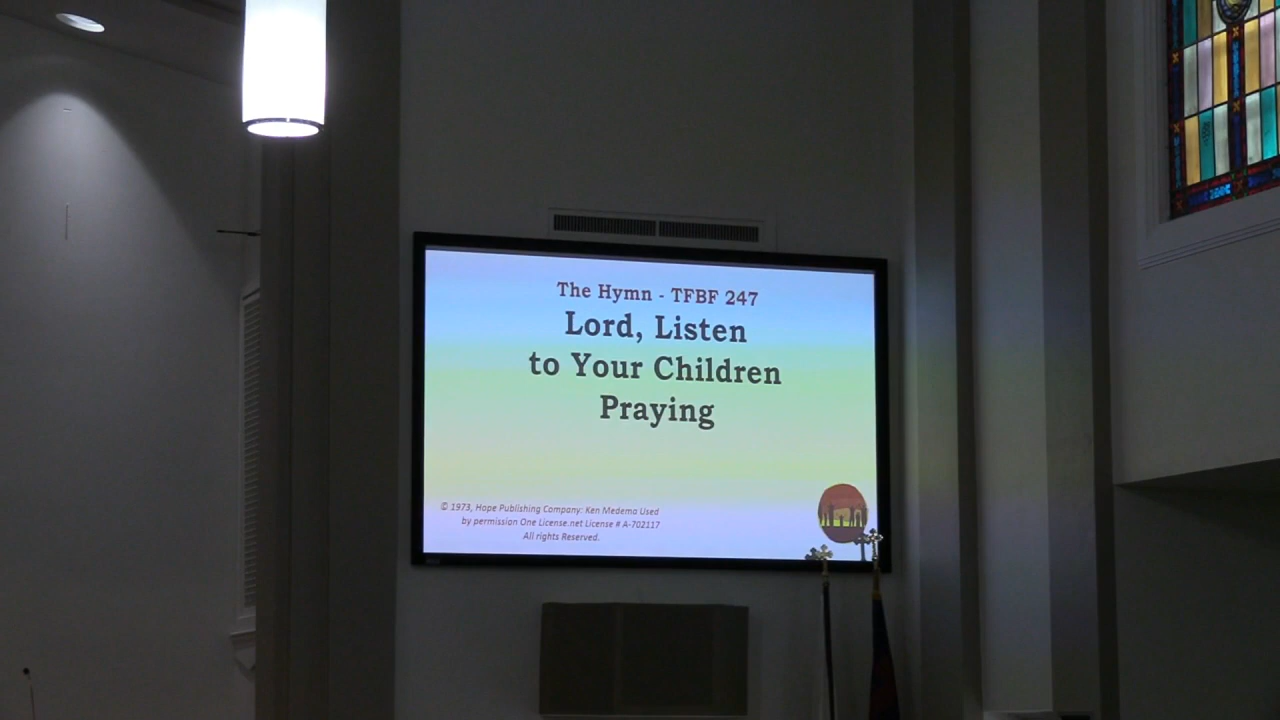 The Hymn - TFBF 247
Lord, Listen
to Your Children
Praying
© 1973, Hope Publishing Company: Ken Medema Used
by permission One License.net License # A-702117
All rights Reserved.